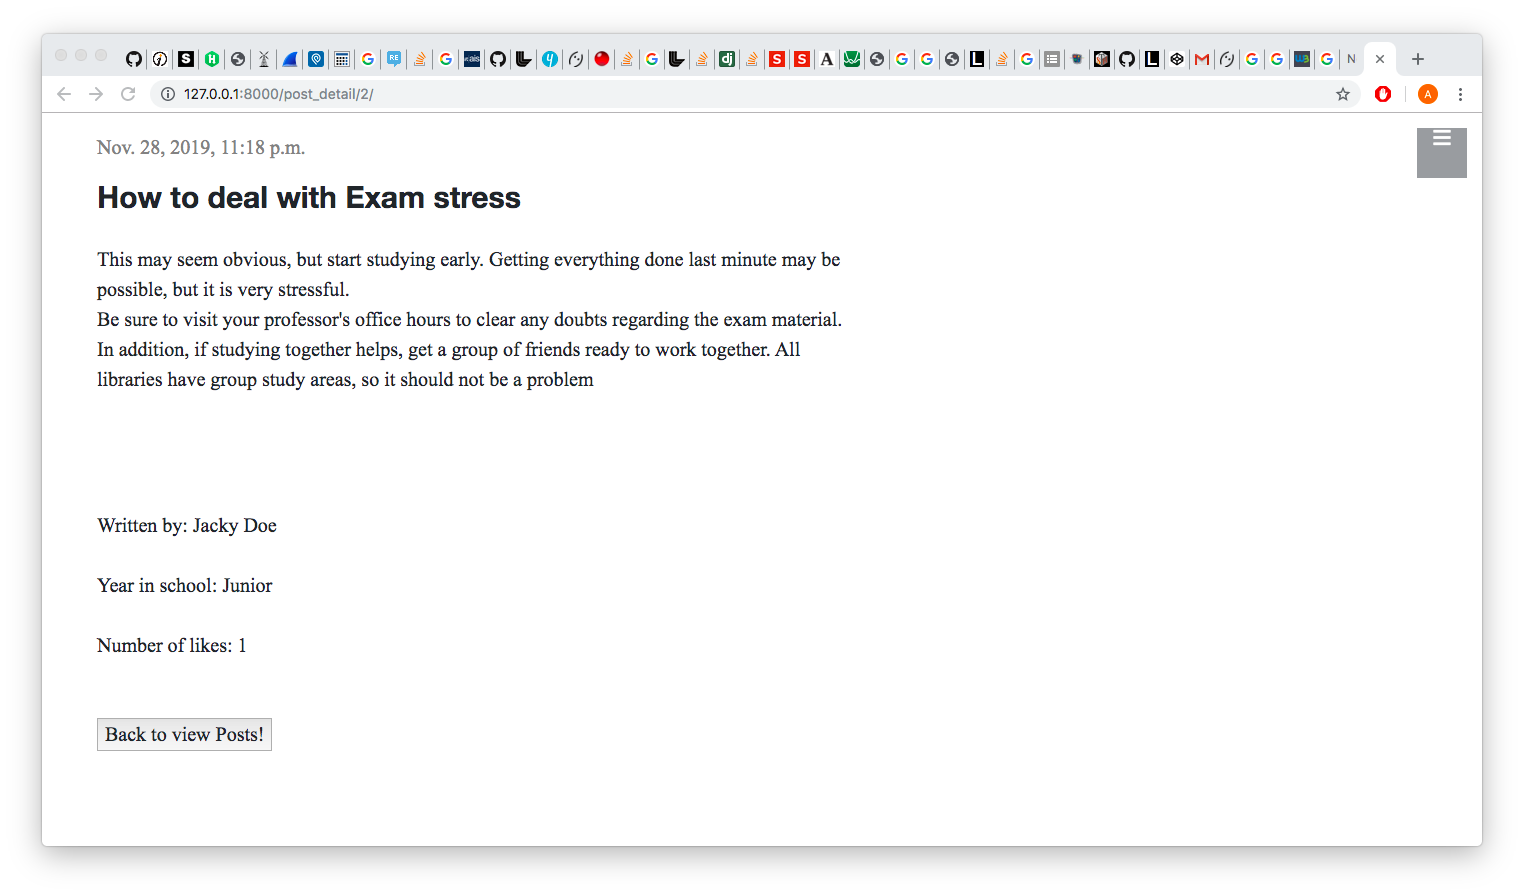 127.0.0.1:8000/post_detail/2/
A
Nov. 28, 2019, 11:18 p.m.
How to deal with Exam stress
This may seem obvious, but start studying early. Getting everything done last minute may be
possible, but it is very stressful.
Be sure to visit your professor's office hours to clear any doubts regarding the exam material.
In addition, if studying together helps, get a group of friends ready to work together. All
libraries have group study areas, so it should not be a problem
Written by: Jacky Doe
Year in school: Junior
Number of likes: 1
Back to view Posts!